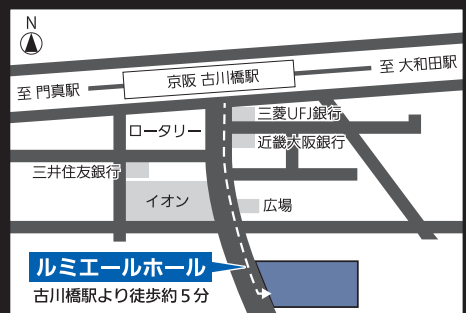 N
至 門真駅
京阪 古川橋駅
至 大和田駅
ロータリー
三菱UFJ銀行
近畿大阪銀行
三井住友銀行
イオン
広場
ルミエールホール
古川橋駅より徒歩約5分